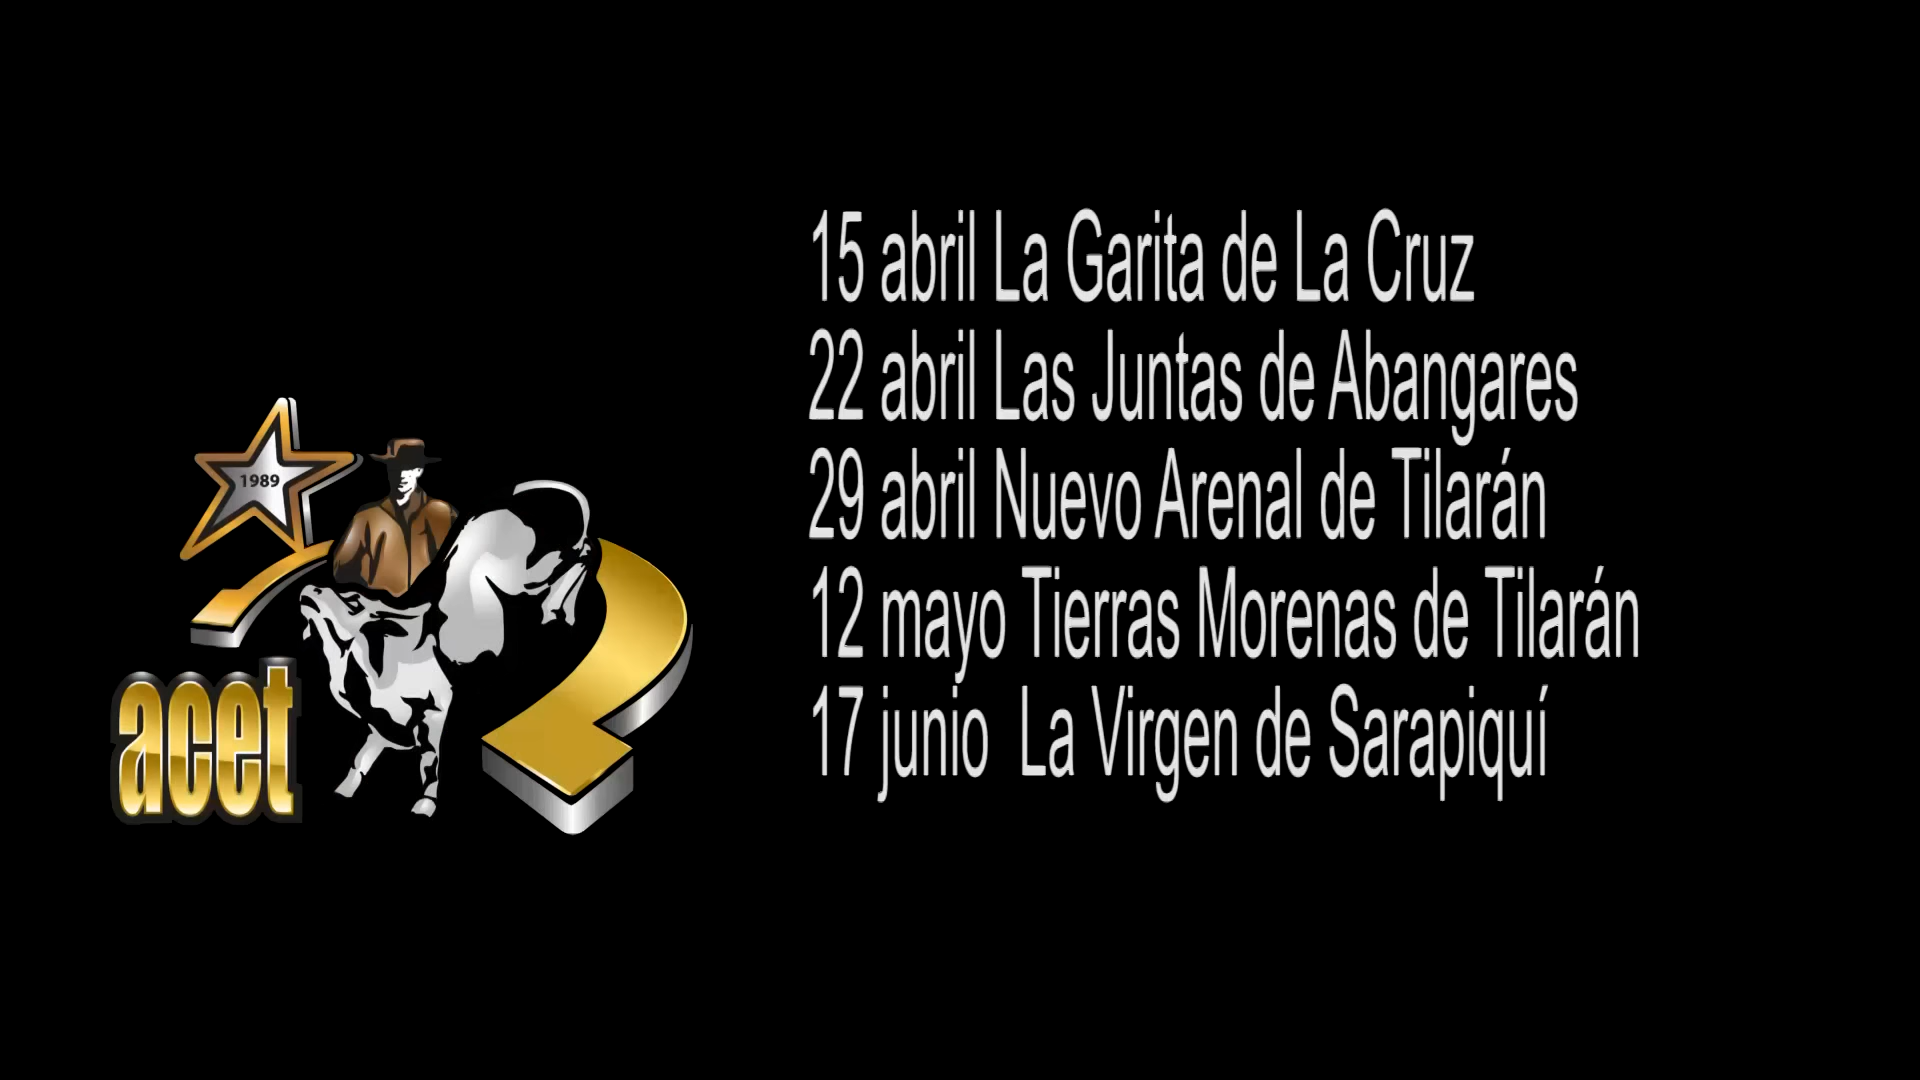 15 abril La Garita de La Cruz
22 abril Las Juntas de Abangares
29 abril Nuevo Arenal de Tilarán
12 mayo Tierras Morenas de Tilarán
17 junio  La Virgen de Sarapiquí
1989
acet